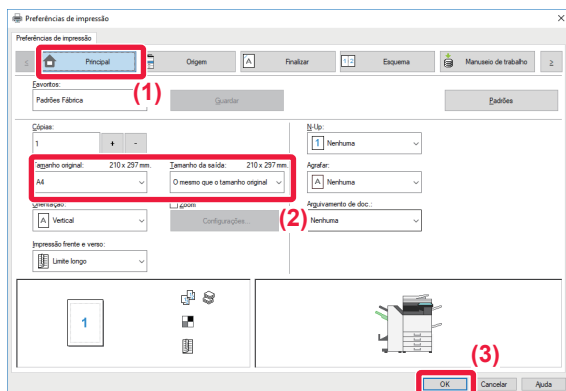 Preferências de impressão
Preferências de impressão
Principal
Origem
A Finalizar
1 2 Esquema
Manuseio de trabalho
(1)
Favoritos:
Padrões Fábrica
Guardar
Padrões
Cópias:
1 + -
N-Up:
1 Nenhuma
Tamanho original: 210 x 297 mm.
A4
Tamanho da saída: 210 x 297 mm.
O mesmo que o tamanho original
Agrafar:
A Nenhuma
(2)
Orientação:
A Vertical
Zoom
Configurações...
Arquivamento de doc.:
Nenhuma
Impressão frente e verso:
Limite longo
1
(3)
OK Cancelar Ajuda